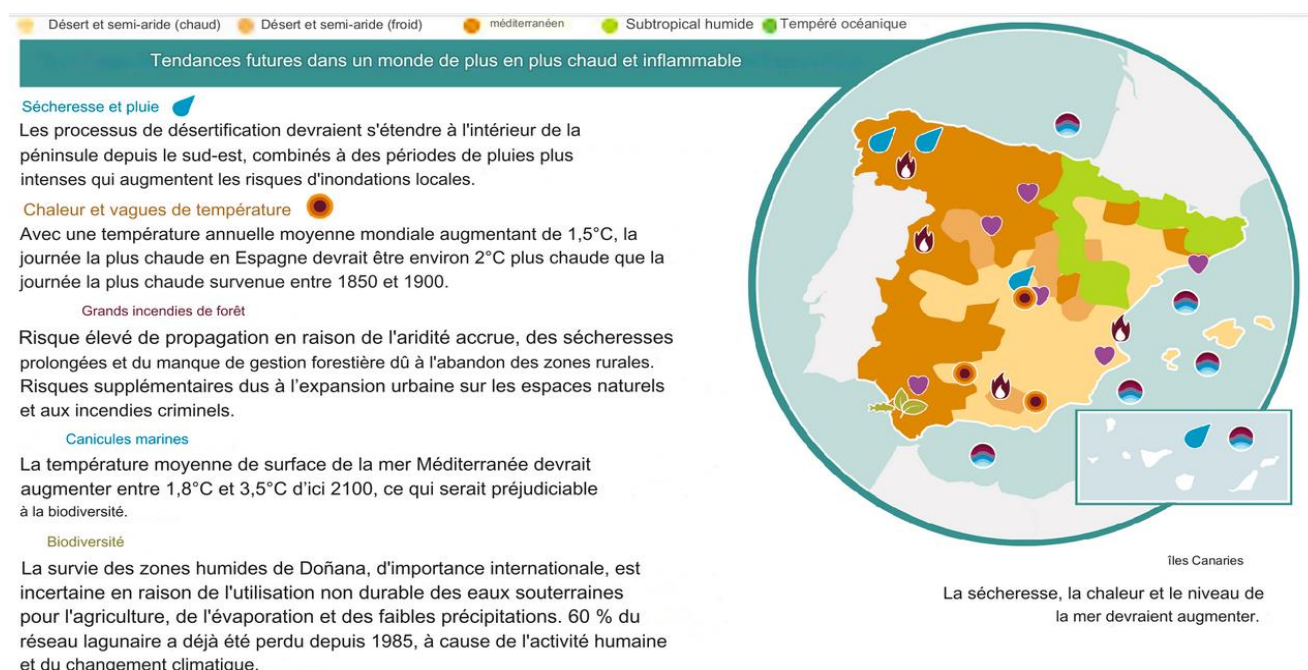 Désert et semi-aride (chaud) Désert et semi-aride (froid) méditerranéen Subtropical humide Tempéré océanique
Tendances futures dans un monde de plus en plus chaud et inflammable
Sécheresse et pluie
Les processus de désertification devraient s'étendre à l'intérieur de la
péninsule depuis le sud-est, combinés à des périodes de pluies plus
intenses qui augmentent les risques d'inondations locales.
Chaleur et vagues de température
Avec une température annuelle moyenne mondiale augmentant de 1,5°C, la
journée la plus chaude en Espagne devrait être environ 2°C plus chaude que la
journée la plus chaude survenue entre 1850 et 1900.
Grands incendies de forêt
Risque élevé de propagation en raison de l'aridité accrue, des sécheresses
prolongées et du manque de gestion forestière dû à l'abandon des zones rurales.
Risques supplémentaires dus à l’expansion urbaine sur les espaces naturels
et aux incendies criminels.
Canicules marines
La température moyenne de surface de la mer Méditerranée devrait
augmenter entre 1,8°C et 3,5°C d’ici 2100, ce qui serait préjudiciable
à la biodiversité.
Biodiversité
La survie des zones humides de Doñana, d'importance internationale, est
incertaine en raison de l'utilisation non durable des eaux souterraines
pour l'agriculture, de l'évaporation et des faibles précipitations. 60 % du
réseau lagunaire a déjà été perdu depuis 1985, à cause de l'activité humaine
et du changement climatique.
îles Canaries
La sécheresse, la chaleur et le niveau de
la mer devraient augmenter.